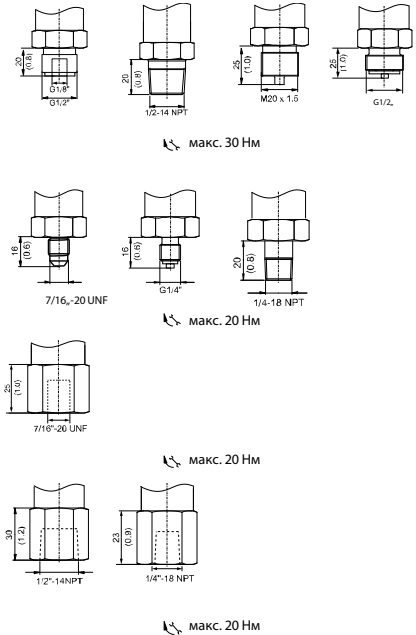 20
(0.8)
G1/8"
G1/2"
20
(0.8)
1/2-14 NPT
25
(1.0)
M20 x 1.5
25
(1.0)
G1/2„
макс. 30 Нм
16
(0.6)
7/16„-20 UNF
16
(0.6)
G1/4"
20
(0.8)
1/4-18 NPT
макс. 20 Нм
25
(1.0)
7/16"-20 UNF
макс. 20 Нм
30
(1.2)
1/2"-14NPT
23
(0.9)
1/4"-18 NPT
макс. 20 Нм